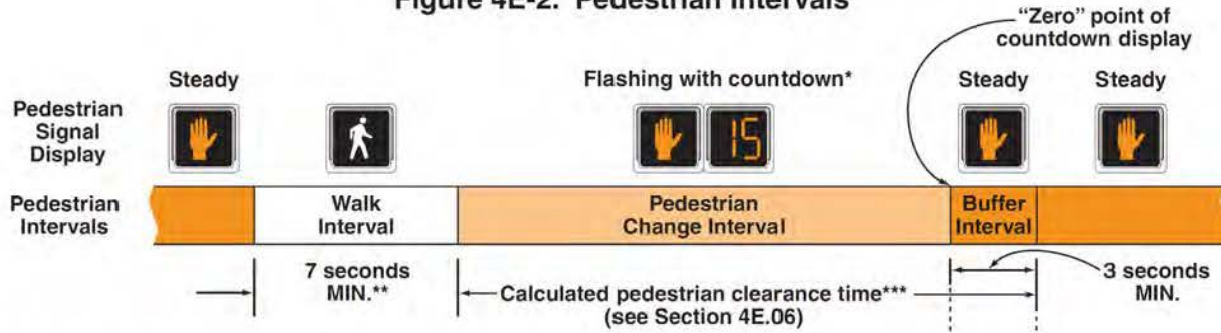 Figure 4E-2. Pedestrian Intervals
"Zero" point of
countdown display
Steady
Flashing with countdown*
Steady
Steady
Pedestrian
Signal
Display
15
Pedestrian
Intervals
Walk
Interval
Pedestrian
Change Interval
Buffer
Interval
7 seconds
MIN.**
Calculated pedestrian clearance time***
(see Section 4E.06)
3 seconds
MIN.